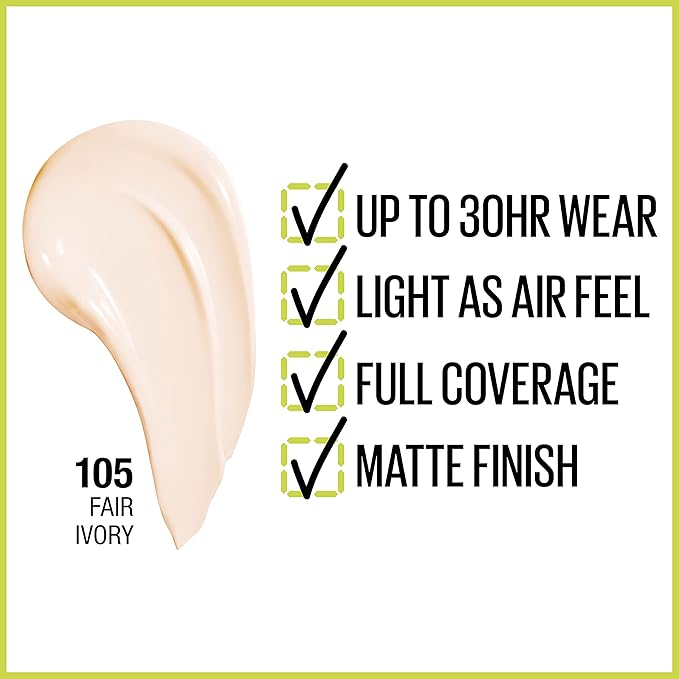 UP TO 30HR WEAR
LIGHT AS AIR FEEL
FULL COVERAGE
MATTE FINISH
105
FAIR
IVORY